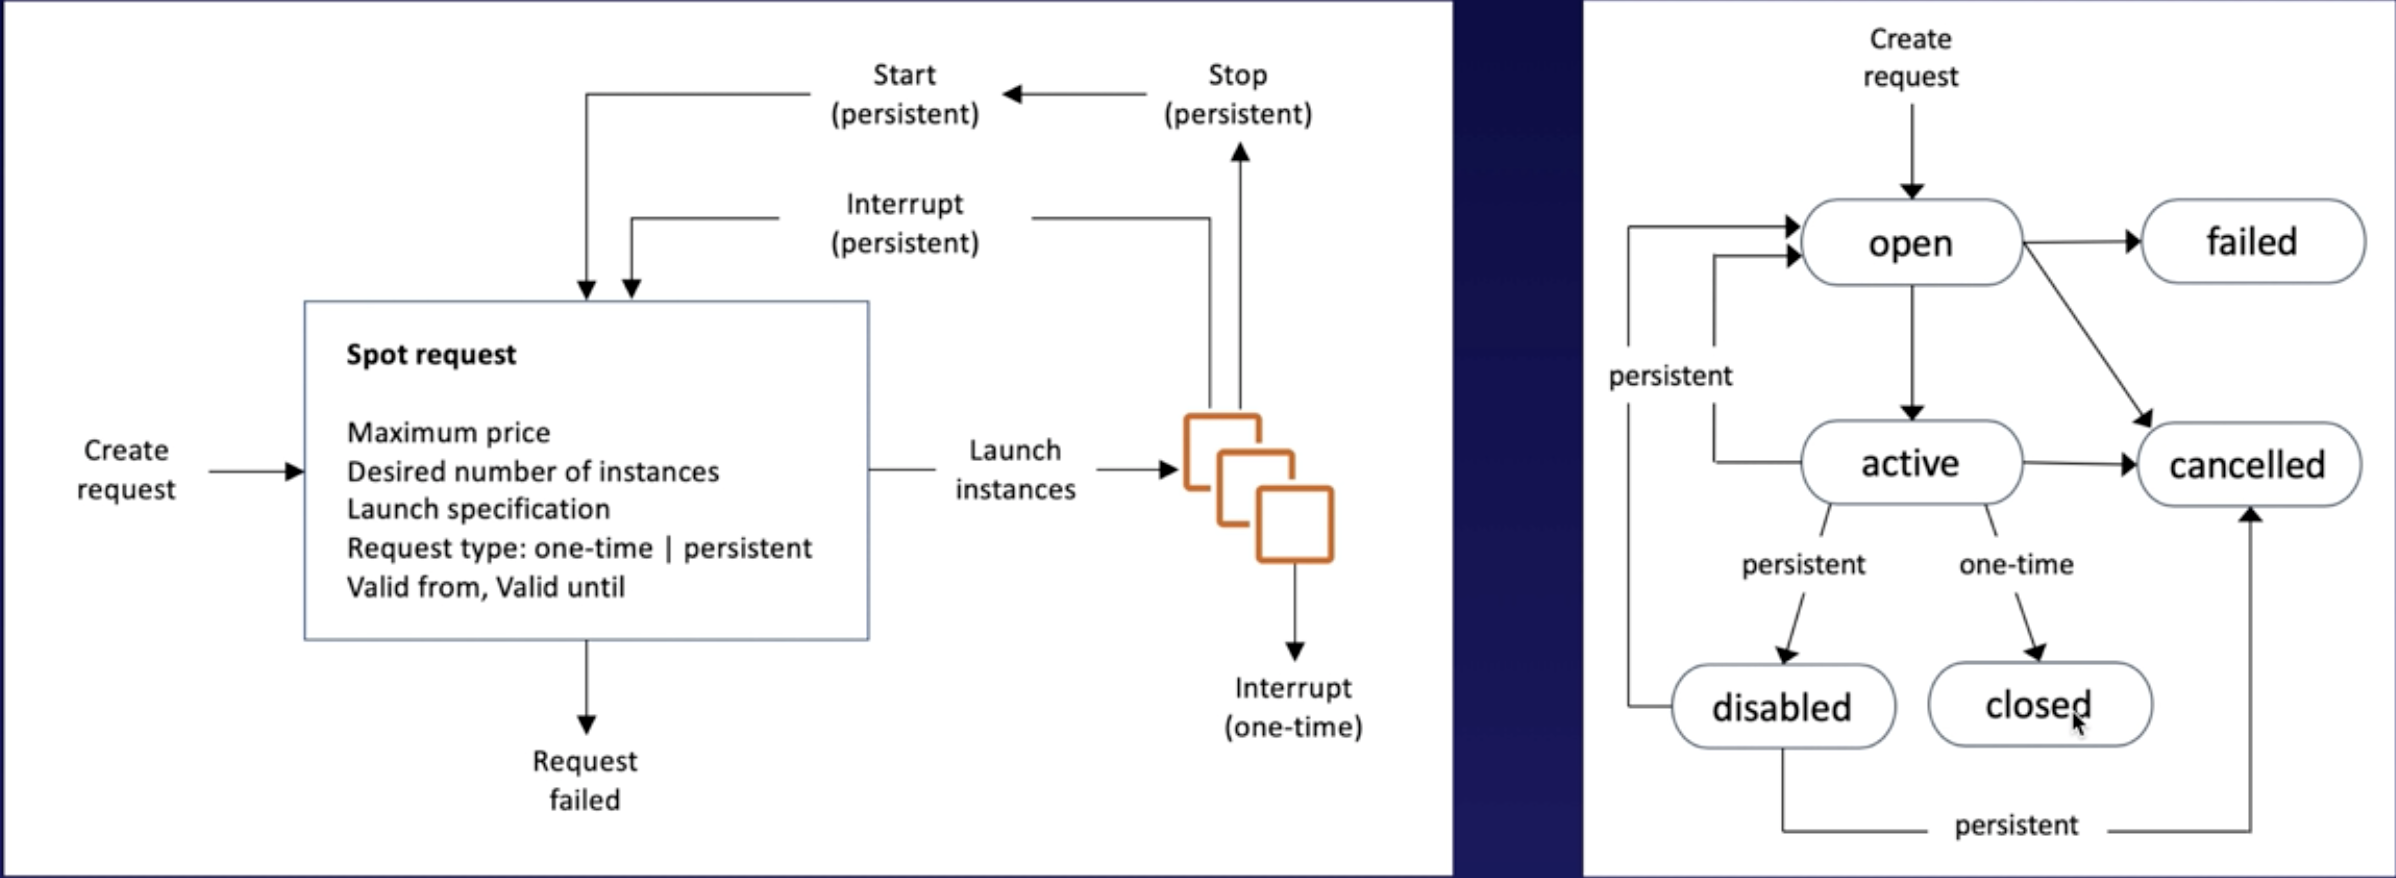 Start
(persistent)
Stop
(persistent)
Interrupt
(persistent)
Spot request
Maximum price
Desired number of instances
Launch specification
Request type: one-time | persistent
Valid from, Valid until
Create
request
Launch
instances
Interrupt
(one-time)
Request
failed
Create
request
open
failed
persistent
active
cancelled
persistent
one-time
disabled
closed
persistent